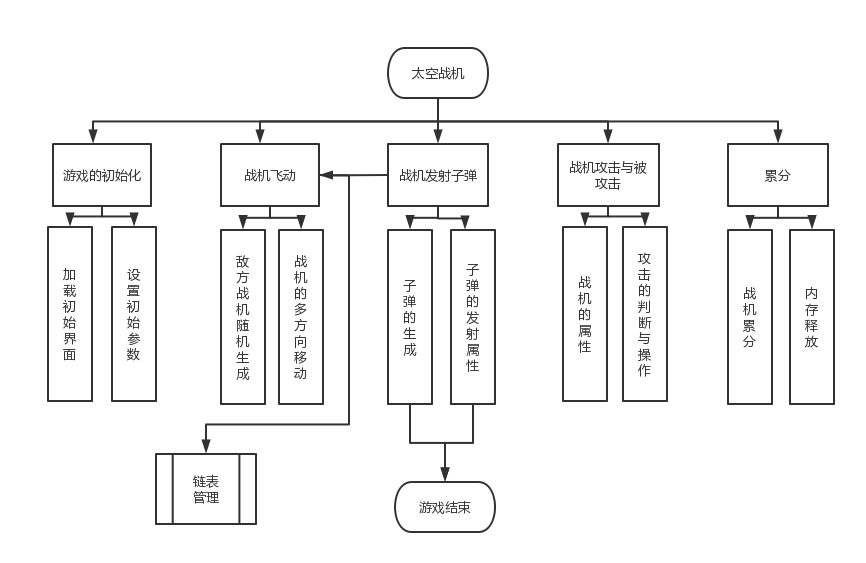 太空战机
游戏的初始化
战机飞动
战机发射子弹
战机攻击与被
攻击
累分
加载初始界面
设置初始参数
敌方战机随机生成
战机的多方向移动
子弹的生成
子弹的发射属性
战机的属性
攻击的判断与操作
战机累分
内存释放
链表
管理
游戏结束